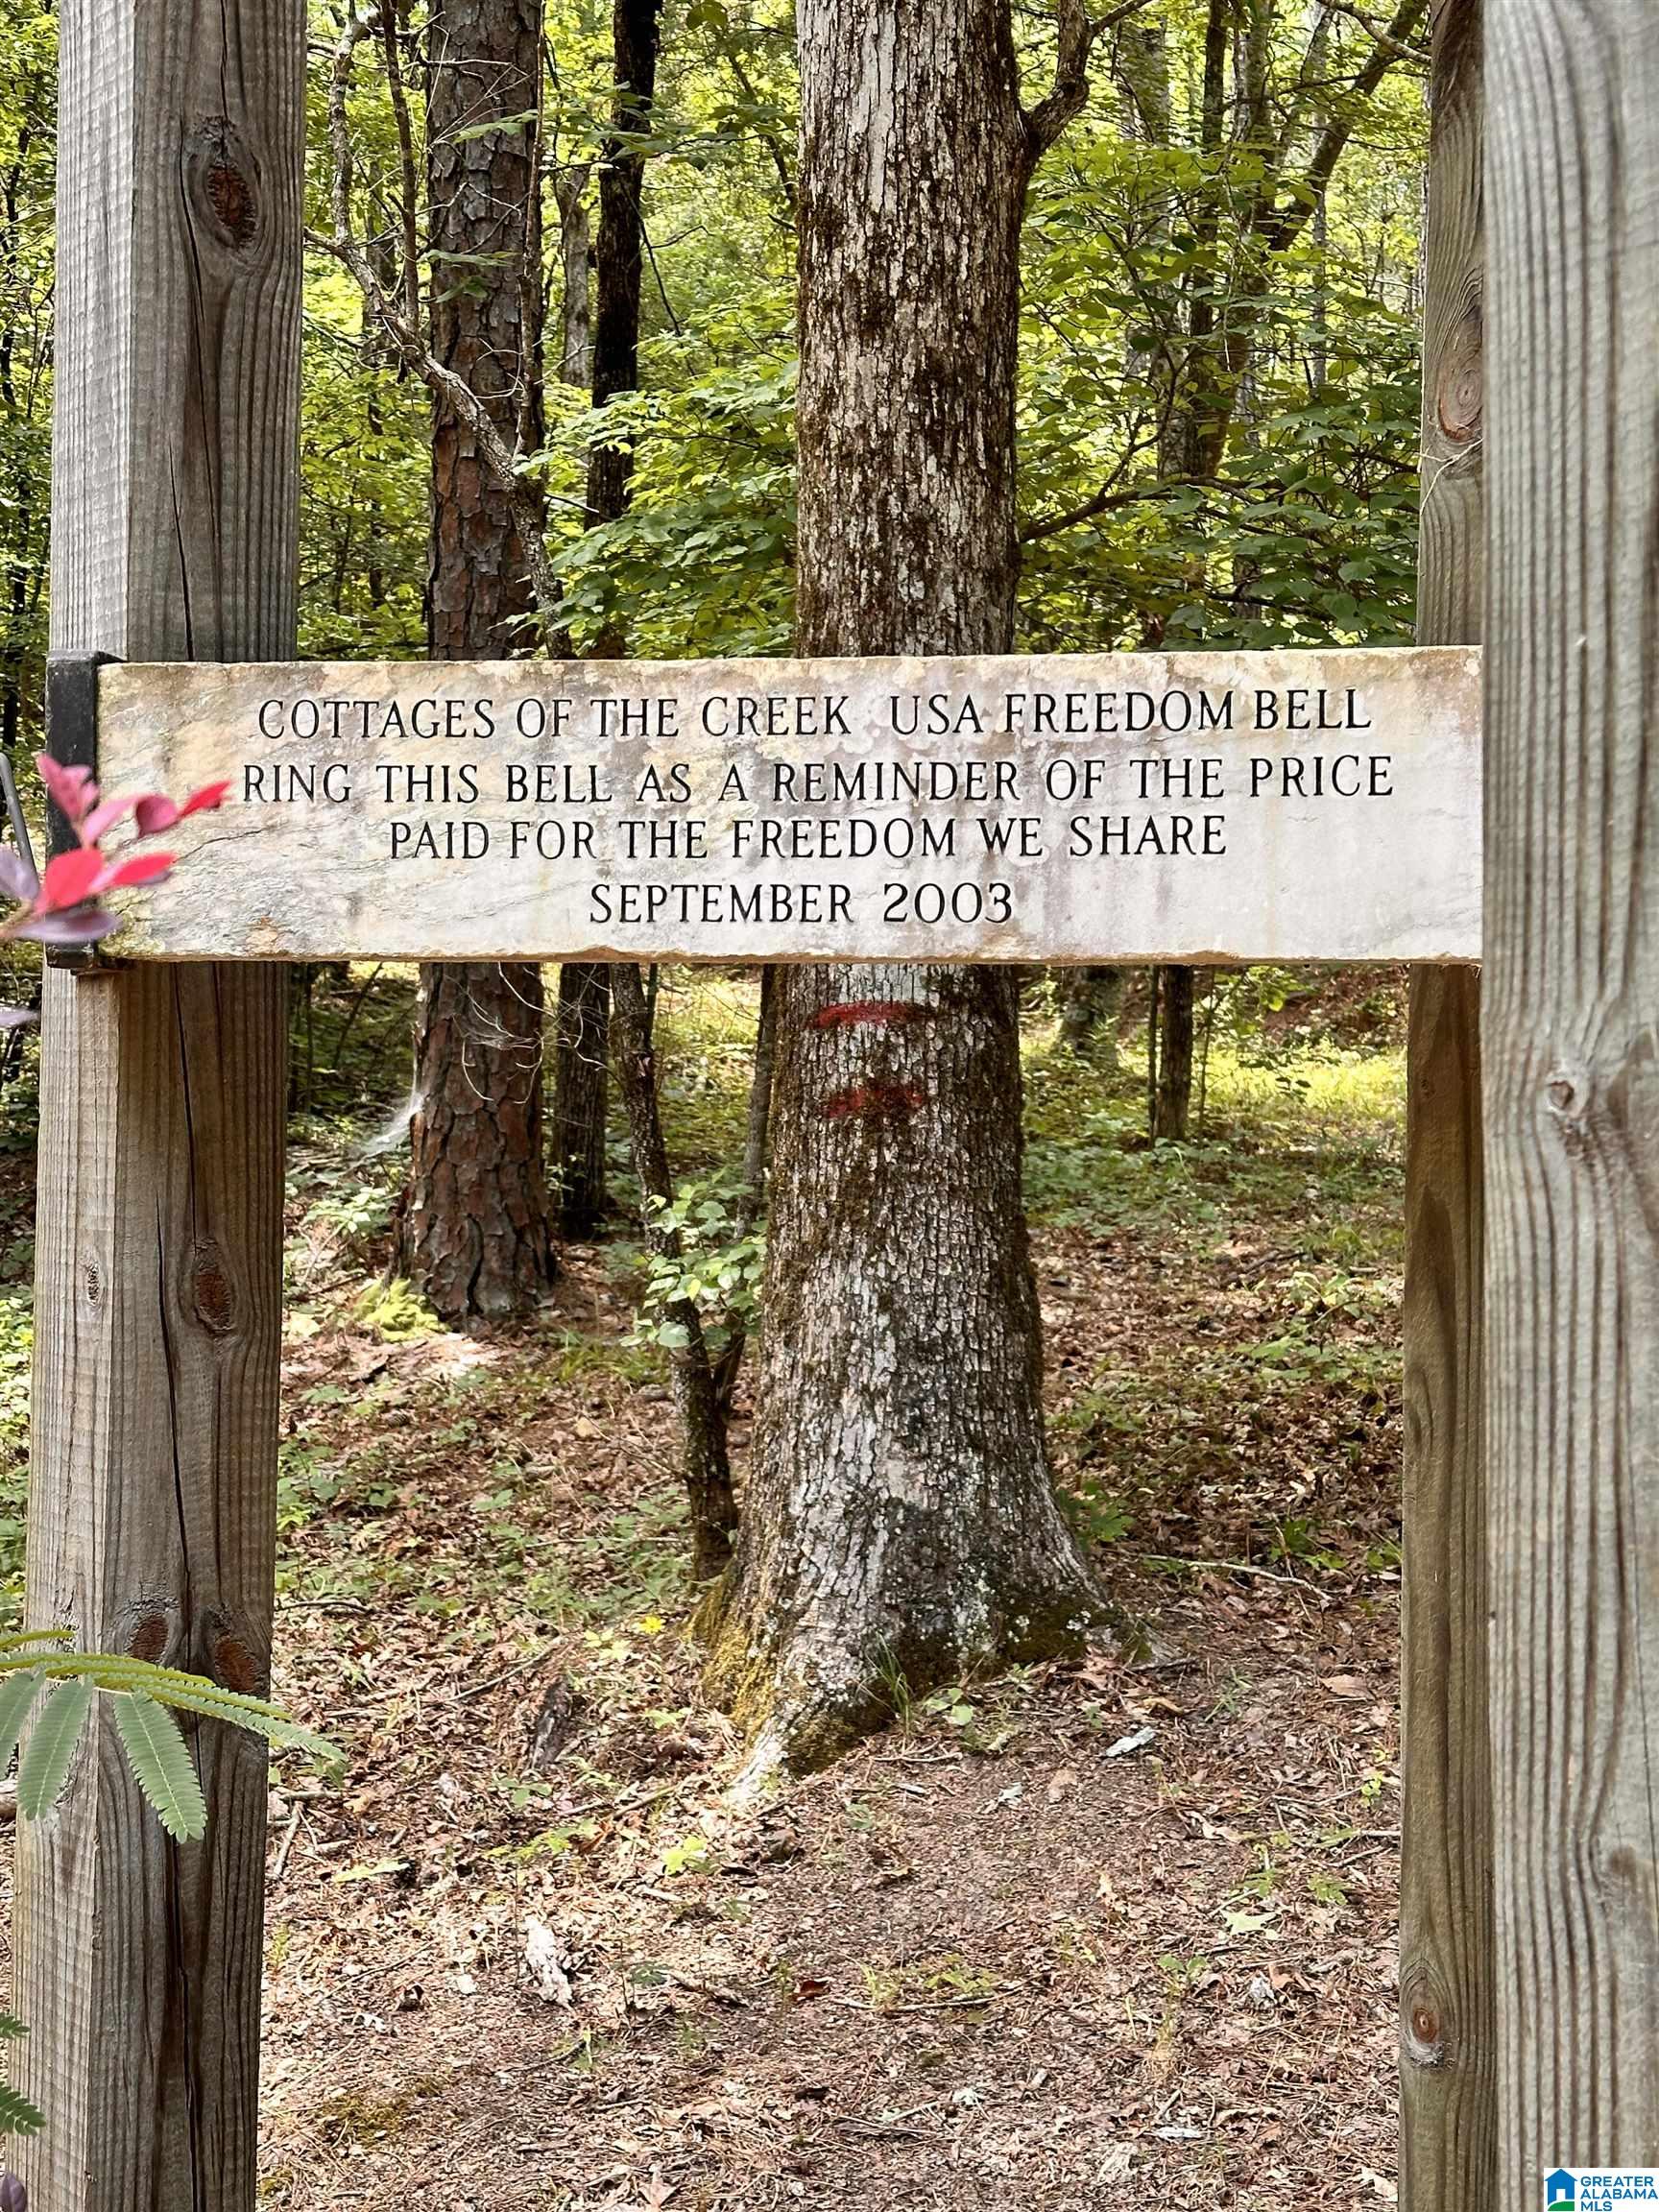 COTTAGES OF THE CREEK USA FREEDOM BELL
RING THIS BELL AS A REMINDER OF THE PRICE
PAID FOR THE FREEDOM WE SHARE
SEPTEMBER 2003
GREATER
ALABAMA
MLS